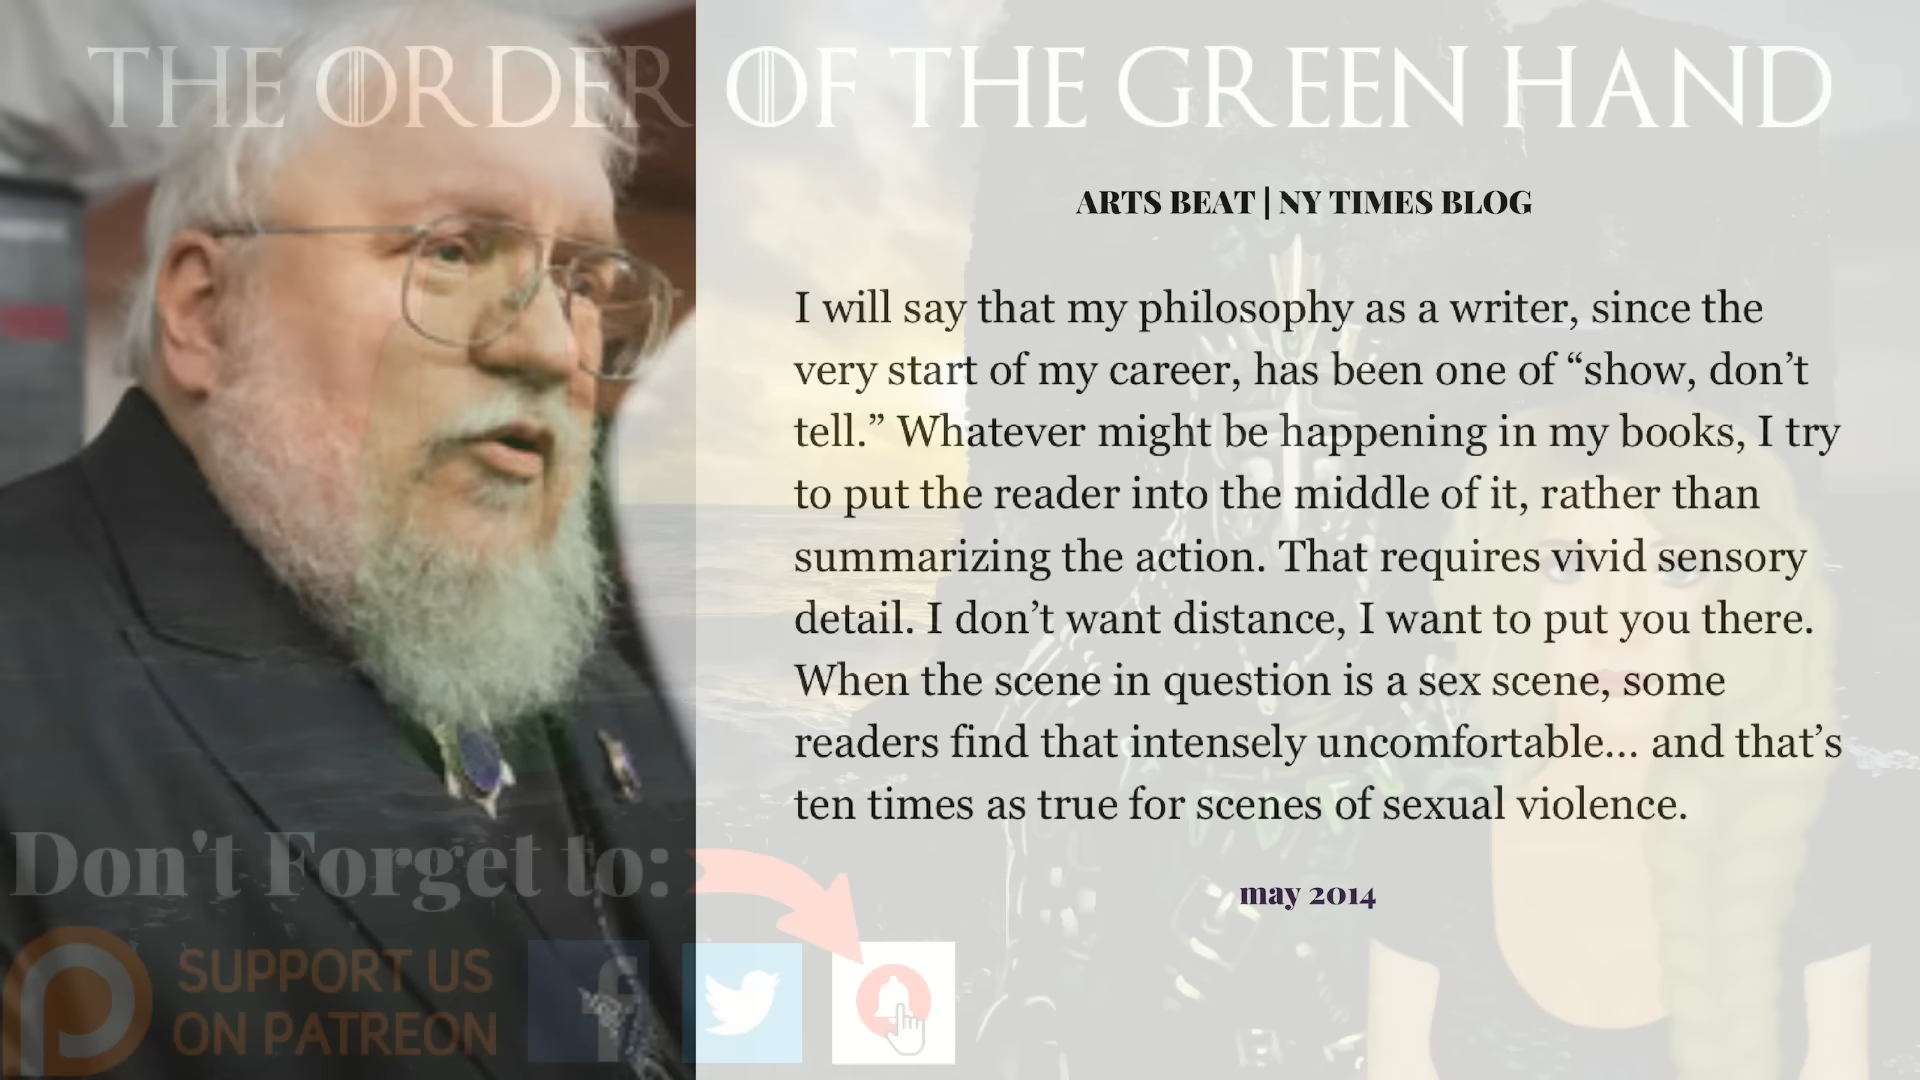 THE ORDER OF THE GREEN HAND
ARTS BEAT | NY TIMES BLOG
I will say that my philosophy as a writer, since the
very start of my career, has been one of “show, don’t
tell.” Whatever might be happening in my books, I try
to put the reader into the middle of it, rather than
summarizing the action. That requires vivid sensory
detail. I don’t want distance, I want to put you there.
When the scene in question is a sex scene, some
readers find that intensely uncomfortable... and that’s
ten times as true for scenes of sexual violence.
may 2014
Don't Forget to:
SUPPORT US
ON PATREON